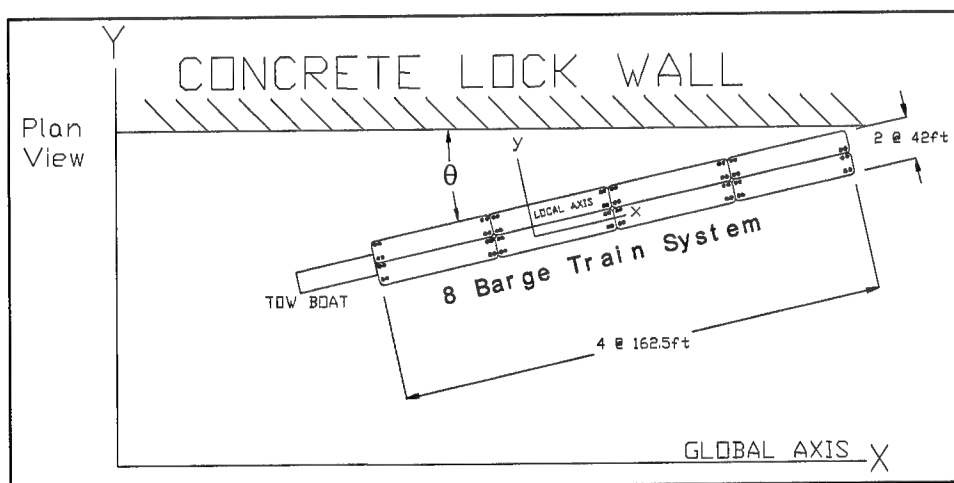 Y
CONCRETE LOCK WALL
Plan
View
2 @ 42ft
y
θ
LOCAL AXIS
x
8 Barge Train System
TOW BOAT
4 @ 162.5ft
GLOBAL AXIS
X